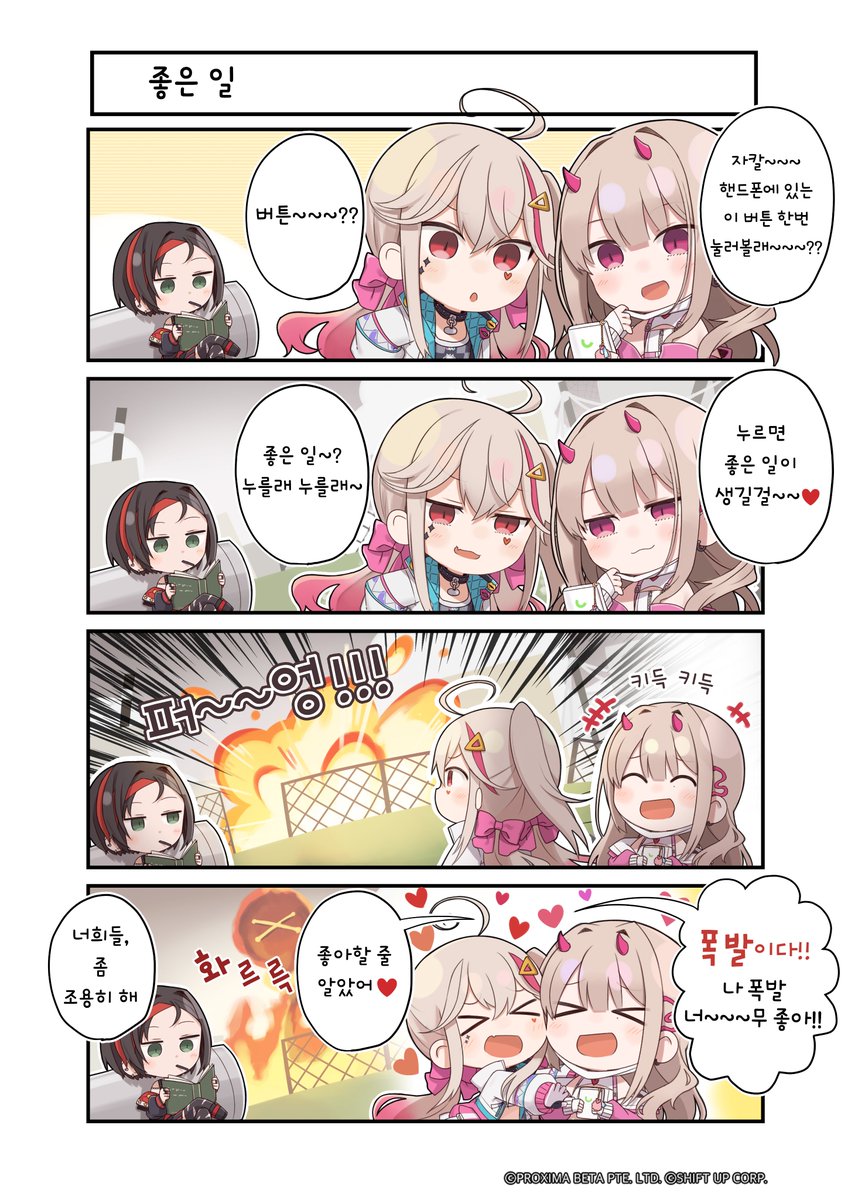 좋은 일
자칼~~~
핸드폰에 있는
이 버튼 한번
눌러볼래~~~??
버튼~~~??
누르면
좋은 일이
생길걸~~♥
좋은 일~?
누를래 누를래~
퍼~~엉!!!
키득 키득
폭발이다!!
나 폭발
너~~~무 좋아!!
좋아할 줄
알았어♥
화르륵
너희들,
좀
조용히 해
©PROXIMA BETA PTE. LTD. ©SHIFT UP CORP.